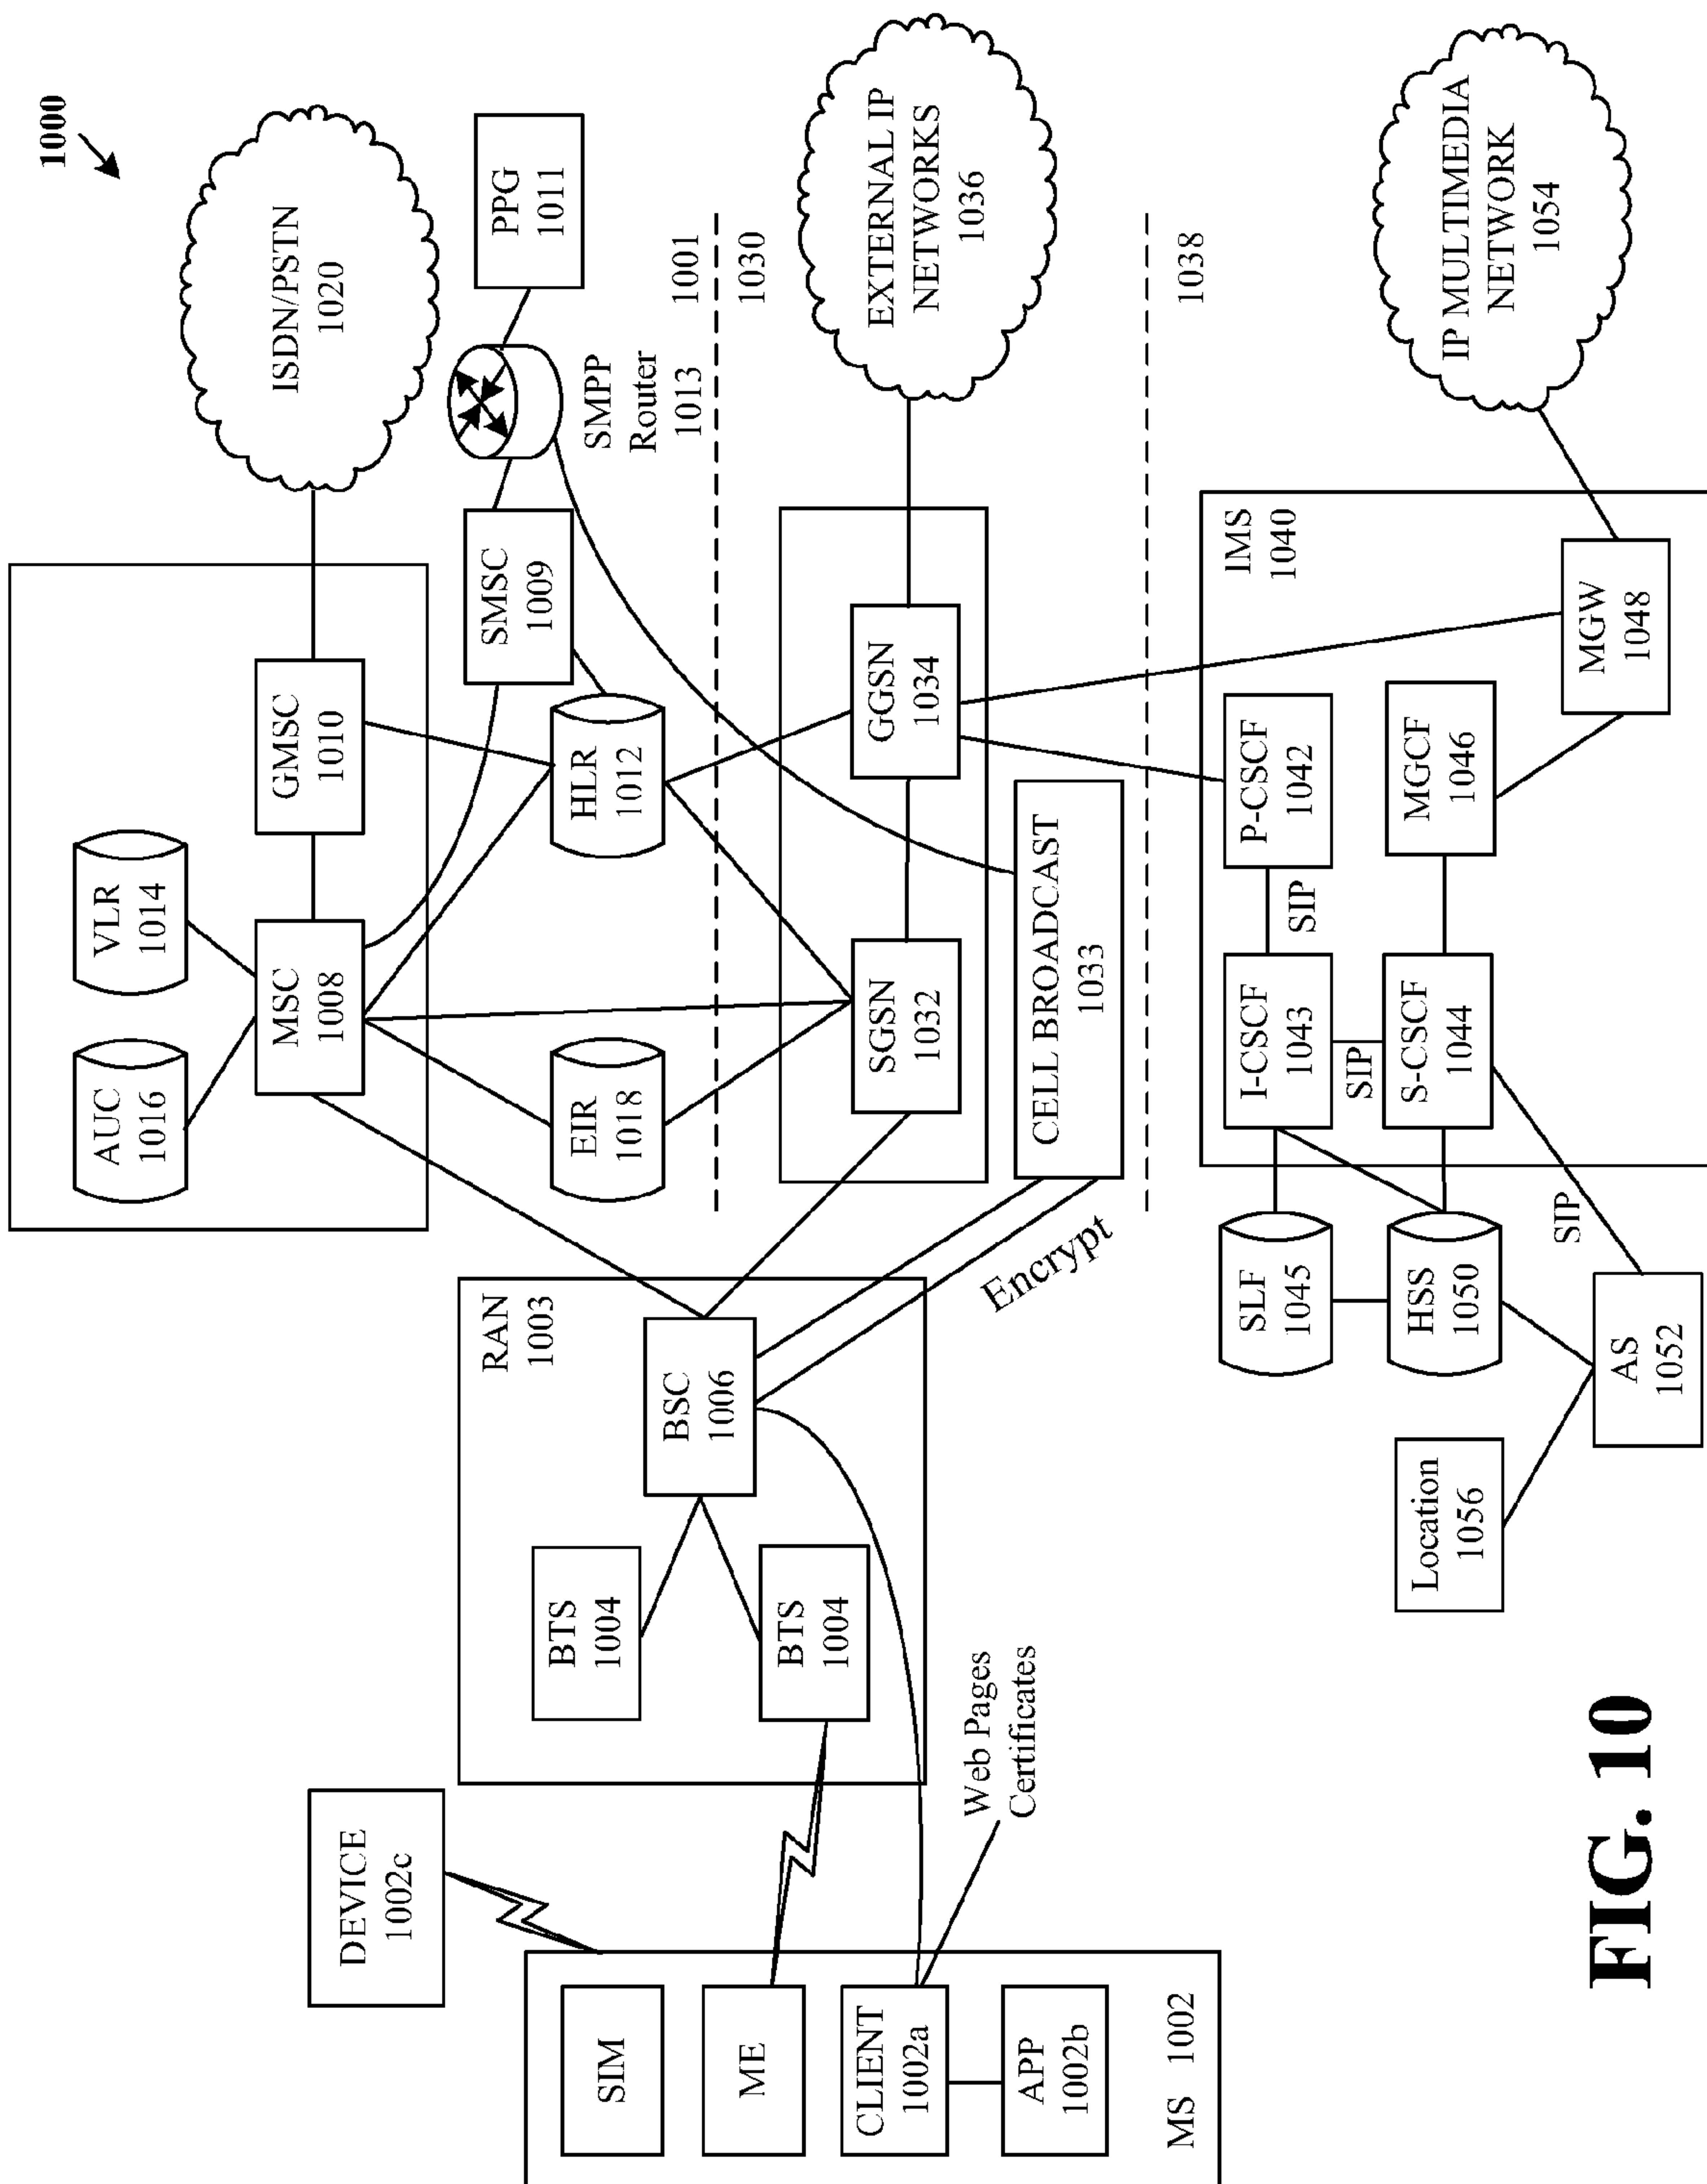 1000
ISDN/PSTN
1020
AUC
1016
VLR
1014
MSC
1008
GMSC
1010
SMSC
1009
PPG
1011
SMPP
Router
1013
EIR
1018
HLR
1012
1001
1030
DEVICE
1002c
SIM
ME
CLIENT
1002a
APP
1002b
MS 1002
Web Pages
Certificates
RAN
1003
BTS
1004
BTS
1004
BSC
1006
SGSN
1032
GGSN
1034
EXTERNAL IP
NETWORKS
1036
CELL BROADCAST
1033
Encrypt
1038
IMS
1040
P-CSCF
1042
SIP
I-CSCF
1043
SIP
S-CSCF
1044
MGCF
1046
MGW
1048
IP MULTIMEDIA
NETWORK
1054
SLF
1045
HSS
1050
SIP
AS
1052
Location
1056
FIG. 10